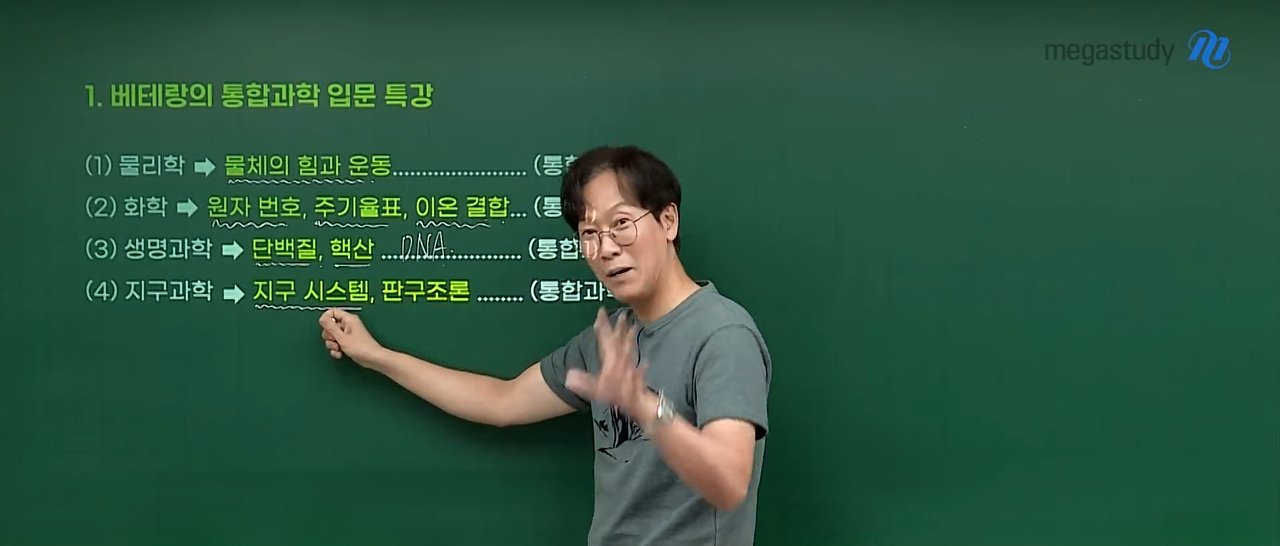 megastudy
1. 베테랑의 통합과학 입문 특강
(1) 물리학 ➡ 물체의 힘과 운동........................ (통합
(2) 화학 ➡ 원자 번호, 주기율표, 이온 결합... (통
(3) 생명과학 ➡ 단백질, 핵산 ... DNA ............ (통합
(4) 지구과학 ➡ 지구 시스템, 판구조론 ........ (통합과학